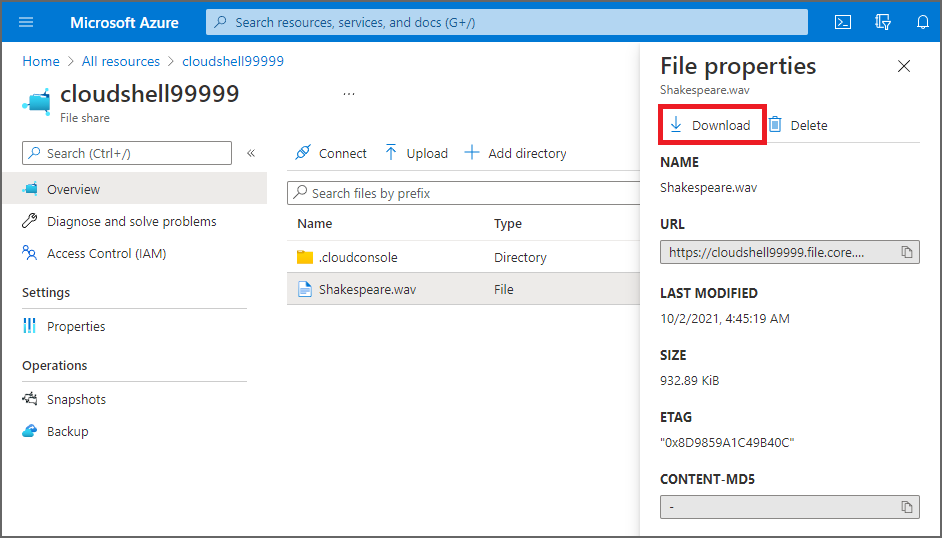 Microsoft Azure
Search resources, services, and docs (G+/)
Home > All resources > cloudshell99999
cloudshell99999 ...
File share
Search (Ctrl+/) «
Overview
Diagnose and solve problems
Access Control (IAM)
Settings
Properties
Operations
Snapshots
Backup
Connect Upload Add directory
Search files by prefix
Name Type
.cloudconsole Directory
Shakespeare.wav File
File properties
Shakespeare.wav
Download Delete
NAME
Shakespeare.wav
URL
https://cloudshell99999.file.core....
LAST MODIFIED
10/2/2021, 4:45:19 AM
SIZE
932.89 KiB
ETAG
"0x8D9859A1C49B40C"
CONTENT-MD5
-